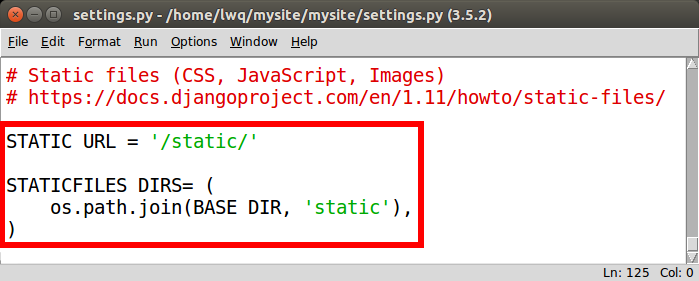 settings.py - /home/lwq/mysite/mysite/settings.py (3.5.2)
File Edit Format Run Options Window Help
# Static files (CSS, JavaScript, Images)
# https://docs.djangoproject.com/en/1.11/howto/static-files/
STATIC URL = '/static/'
STATICFILES DIRS= (
    os.path.join(BASE DIR, 'static'),
)
Ln: 125 Col: 0